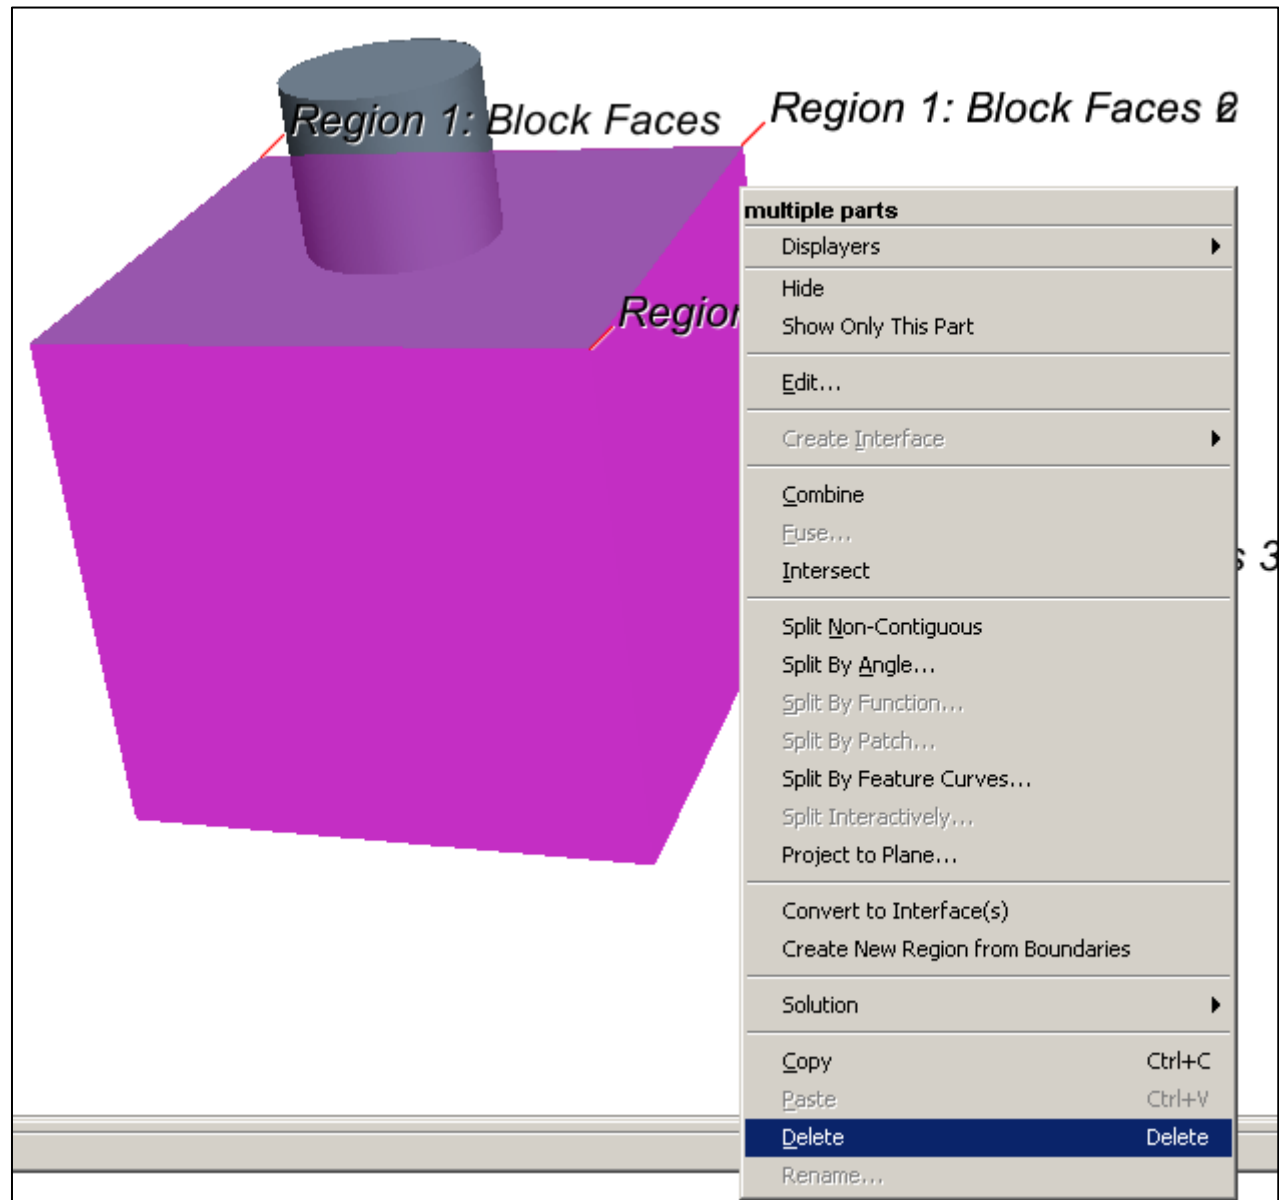 Region 1: Block Faces
Region 1: Block Faces
Region
multiple parts
Displayers
Hide
Show Only This Part
Edit...
Create Interface
Combine
Fuse...
Intersect
s 3
Split Non-Contiguous
Split By Angle...
Split By Function...
Split By Patch...
Split By Feature Curves...
Split Interactively...
Project to Plane...
Convert to Interface(s)
Create New Region from Boundaries
Solution
Copy Ctrl+C
Paste Ctrl+V
Delete Delete
Rename...